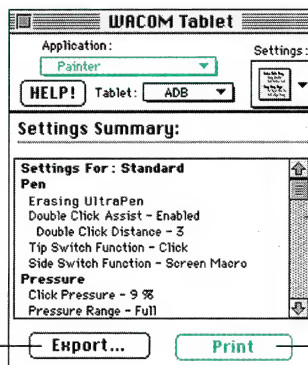 WACOM Tablet
Application:
Settings:
Painter
HELP! Tablet: ADB
Settings Summary:
Settings For: Standard
Pen
Erasing UltraPen
Double Click Assist - Enabled
Double Click Distance - 3
Tip Switch Function - Click
Side Switch Function - Screen Macro
Pressure
Click Pressure - 9 %
Pressure Range - Full
Export... Print